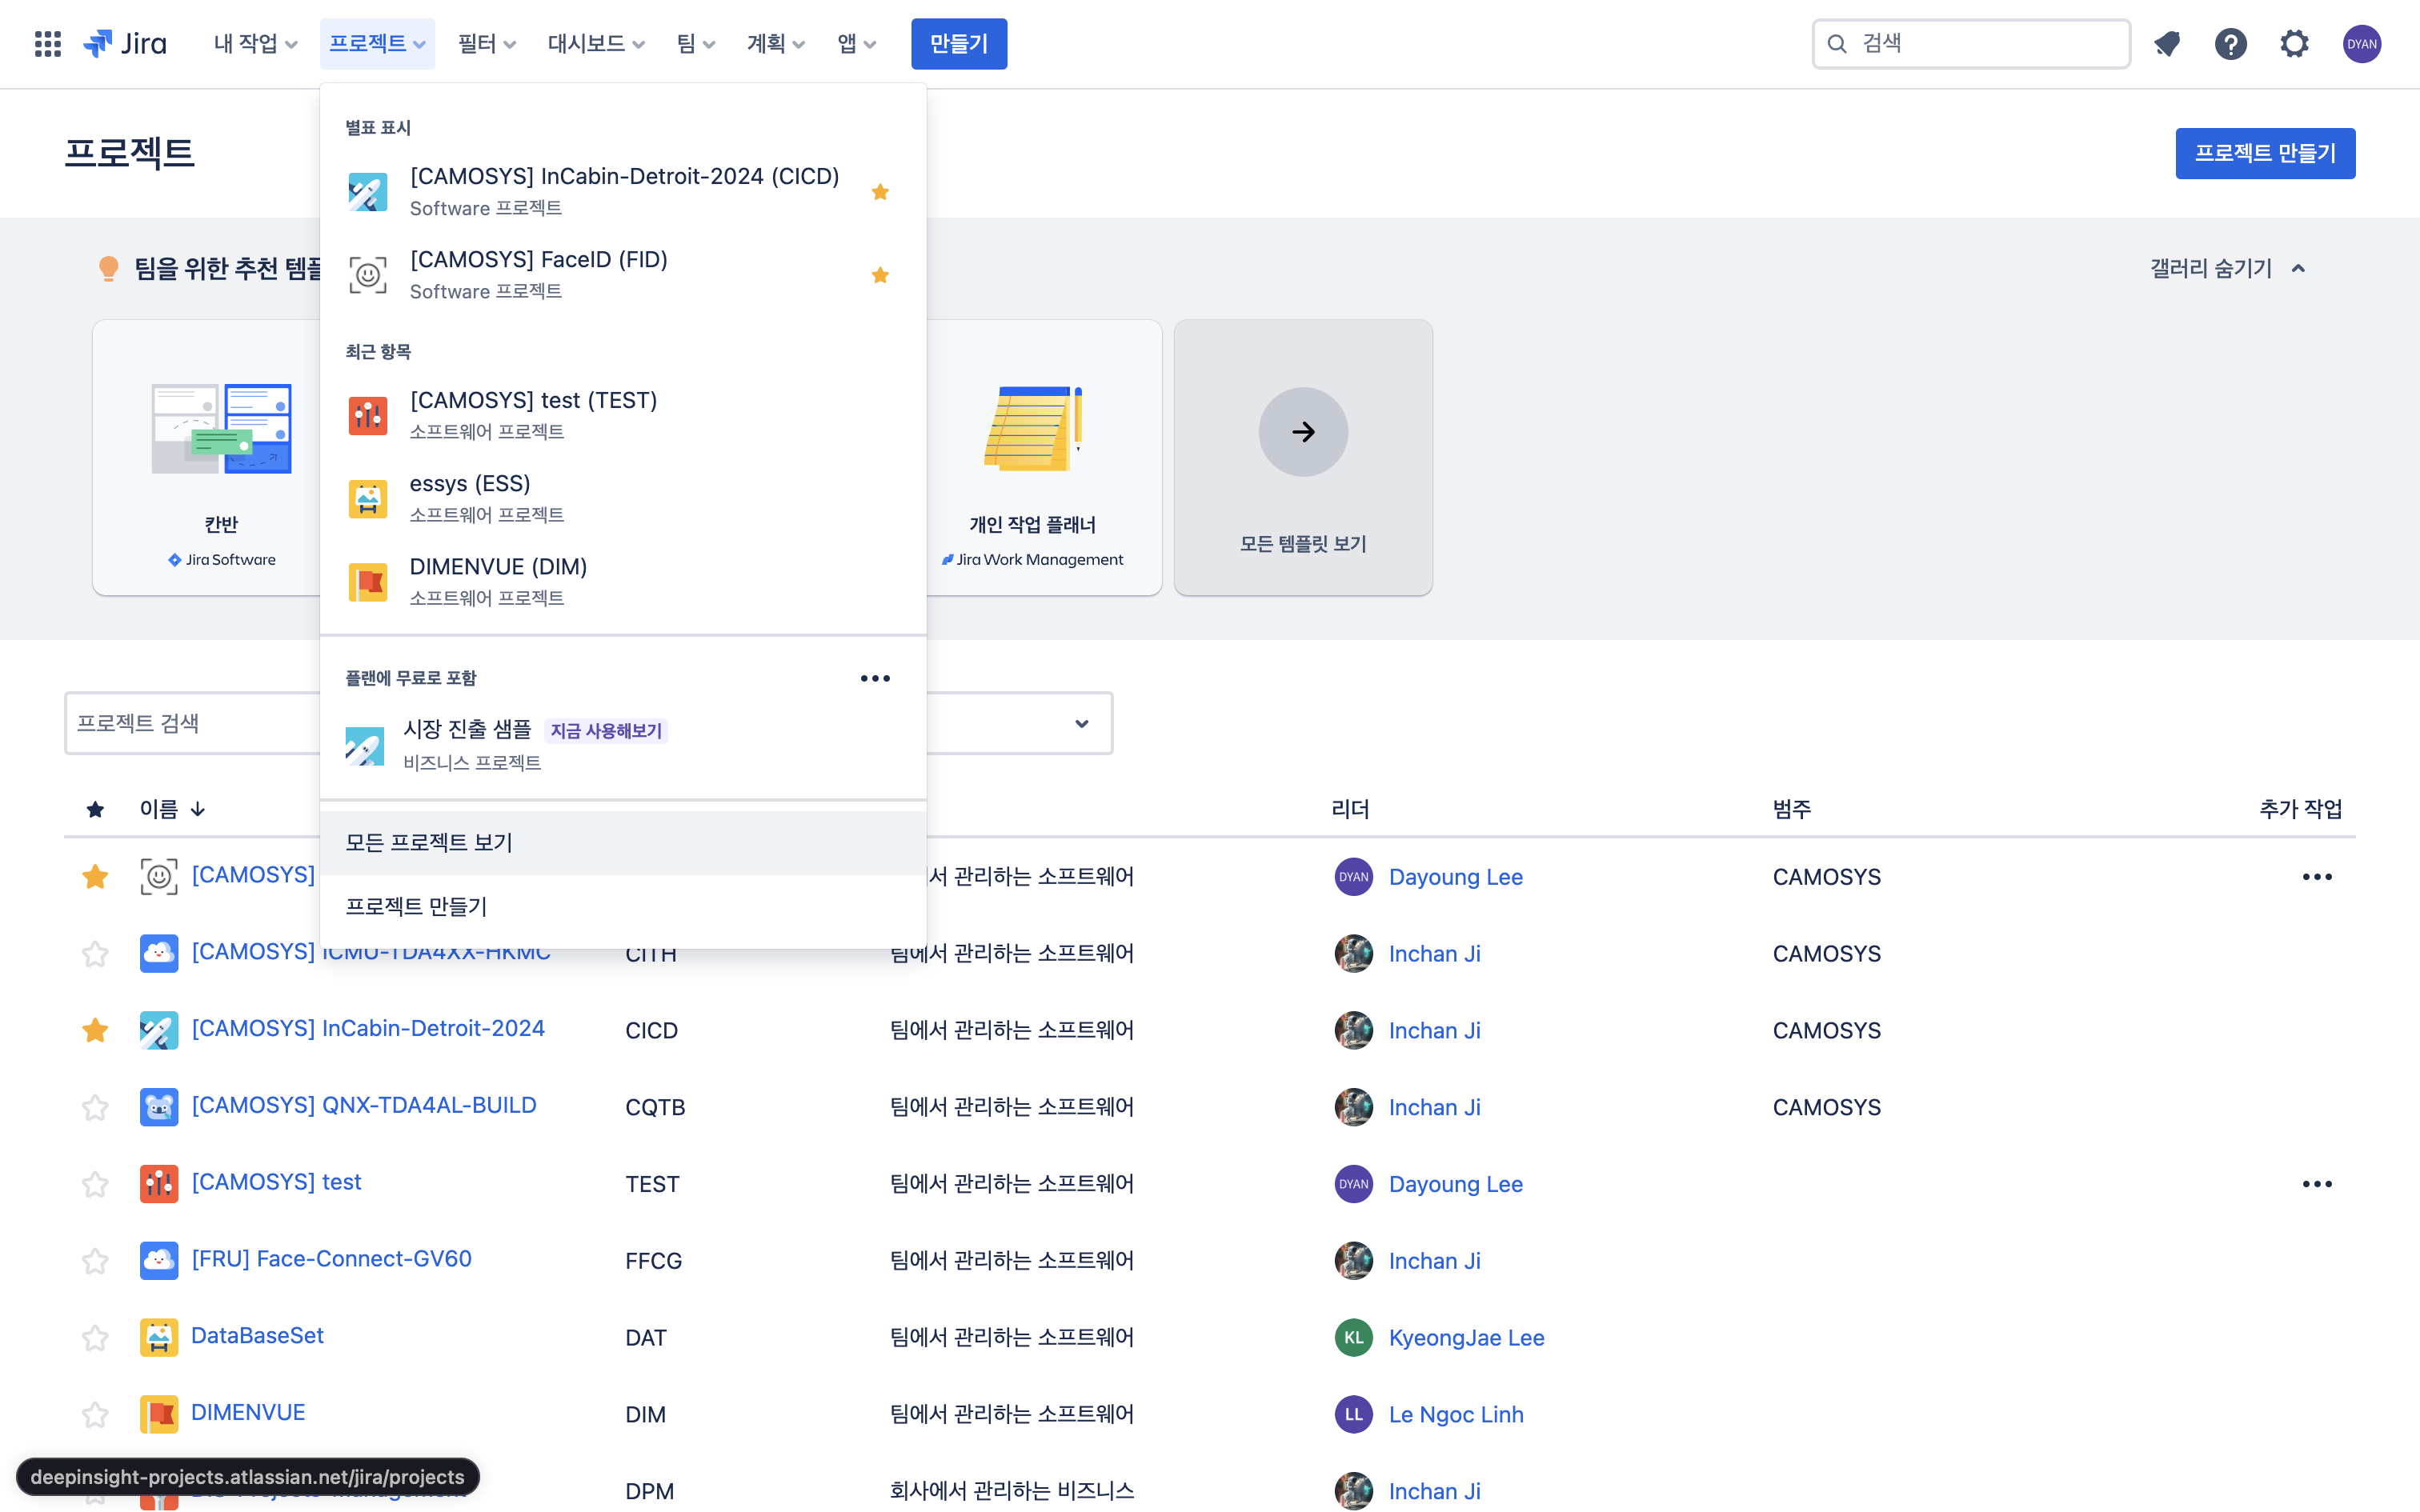 Jira
내 작업
프로젝트
필터
대시보드
팀
계획
앱
만들기
검색
DYAN
프로젝트
프로젝트 만들기
별표 표시
[CAMOSYS] InCabin-Detroit-2024 (CICD)
Software 프로젝트
[CAMOSYS] FaceID (FID)
Software 프로젝트
최근 항목
[CAMOSYS] test (TEST)
소프트웨어 프로젝트
essys (ESS)
소프트웨어 프로젝트
DIMENVUE (DIM)
소프트웨어 프로젝트
플랜에 무료로 포함
시장 진출 샘플 지금 사용해보기
비즈니스 프로젝트
모든 프로젝트 보기
프로젝트 만들기
팀을 위한 추천
갤러리 숨기기
칸반
Jira Software
개인 작업 플래너
Jira Work Management
모든 템플릿 보기
프로젝트 검색
이름
리더
범주
추가 작업
[CAMOSYS]
관리하는 소프트웨어
DYAN
Dayoung Lee
CAMOSYS
[CAMOSYS] ICMU-TDA4XX-HKMC
CITH
팀에서 관리하는 소프트웨어
Inchan Ji
CAMOSYS
[CAMOSYS] InCabin-Detroit-2024
CICD
팀에서 관리하는 소프트웨어
Inchan Ji
CAMOSYS
[CAMOSYS] QNX-TDA4AL-BUILD
CQTB
팀에서 관리하는 소프트웨어
Inchan Ji
CAMOSYS
[CAMOSYS] test
TEST
팀에서 관리하는 소프트웨어
DYAN
Dayoung Lee
[FRU] Face-Connect-GV60
FFCG
팀에서 관리하는 소프트웨어
Inchan Ji
DataBaseSet
DAT
팀에서 관리하는 소프트웨어
KL
KyeongJae Lee
DIMENVUE
DIM
팀에서 관리하는 소프트웨어
LL
Le Ngoc Linh
DPM
회사에서 관리하는 비즈니스
Inchan Ji
deepinsight-projects.atlassian.net/jira/projects